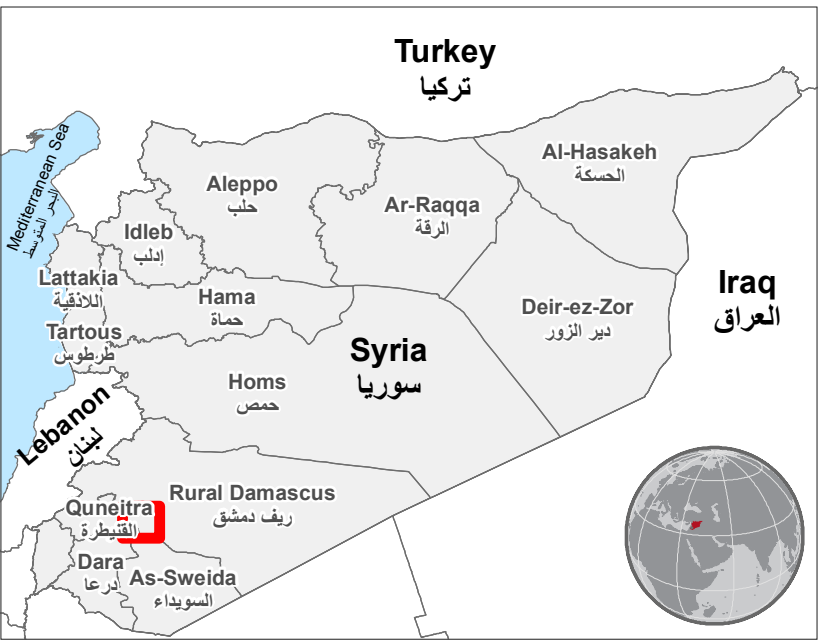 Turkey
تركيا
Mediterranean Sea
البحر المتوسط
Al-Hasakeh
الحسكة
Aleppo
حلب
Ar-Raqqa
الرقة
Idleb
إدلب
Lattakia
اللاذقية
Hama
حماة
Deir-ez-Zor
دير الزور
Iraq
العراق
Tartous
طرطوس
Syria
سوريا
Homs
حمص
Lebanon
لبنان
Rural Damascus
ريف دمشق
Quneitra
القنيطرة
Dara
درعا
As-Sweida
السويداء